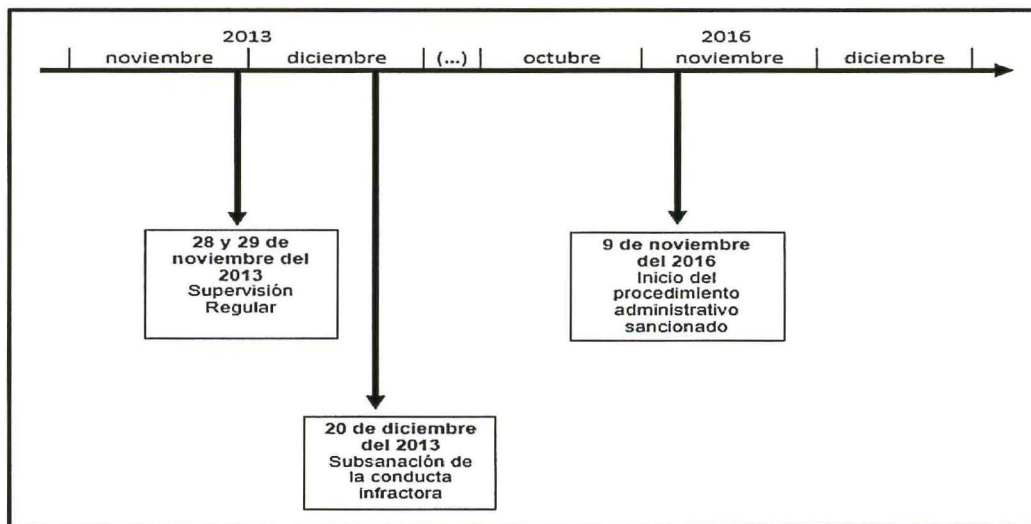 2013 2016
noviembre diciembre (...) octubre noviembre diciembre
28 y 29 de
noviembre del
2013
Supervisión
Regular
9 de noviembre
del 2016
Inicio del
procedimiento
administrativo
sancionado
20 de diciembre
del 2013
Subsanación de
la conducta
infractora